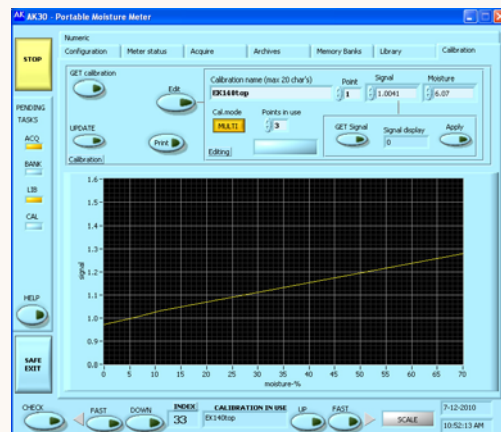 AK30 - Portable Moisture Meter
Numeric
Configuration Meter status Acquire Archives Memory Banks Library Calibration
STOP
GET calibration
Edit
Calibration name (max 20 char's) Point Signal Moisture
EK140top 1 1.0041 6.07
PENDING
TASKS
Cal.mode Points in use
MULTI 3
GET Signal Signal display Apply
0
ACQ
UPDATE
Print
Editing
Calibration
BANK
LIB
CAL
HELP
SAFE
EXIT
1.6
1.5
1.4
1.3
1.2
1.1
1.0
0.9
0.8
signal
0 5 10 15 20 25 30 35 40 45 50 55 60 65 70
moisture-%
CHECK FAST DOWN INDEX CALIBRATION IN USE UP FAST SCALE
33 EK140top
7-12-2010
10:52:13 AM